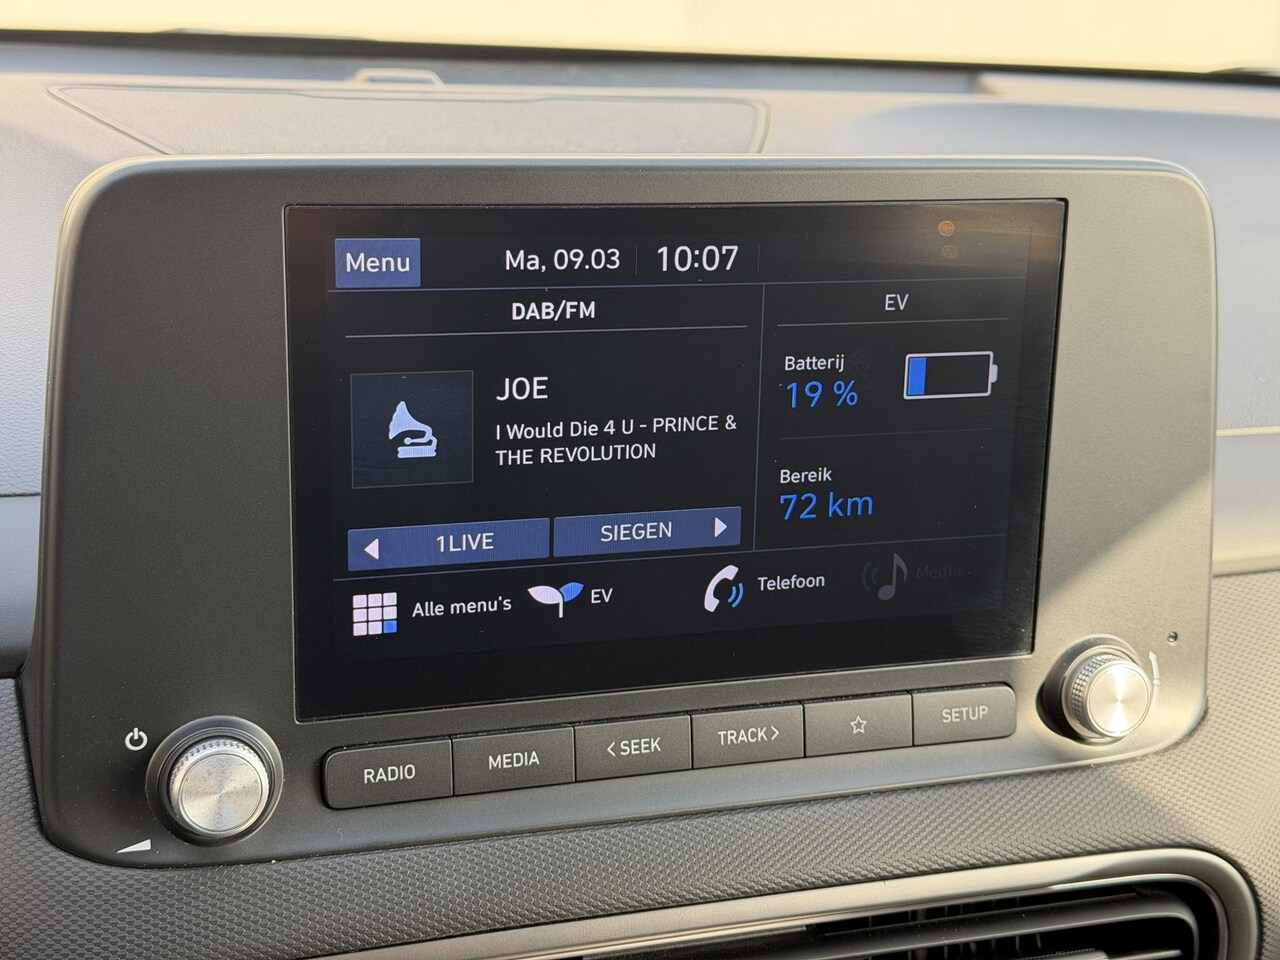 Menu
Ma, 09.03
10:07
DAB/FM
EV
JOE
I Would Die 4 U - PRINCE &
THE REVOLUTION
Batterij
19 %
Bereik
72 km
1LIVE
SIEGEN
Alle menu's
EV
Telefoon
Media
RADIO
MEDIA
< SEEK
TRACK >
SETUP